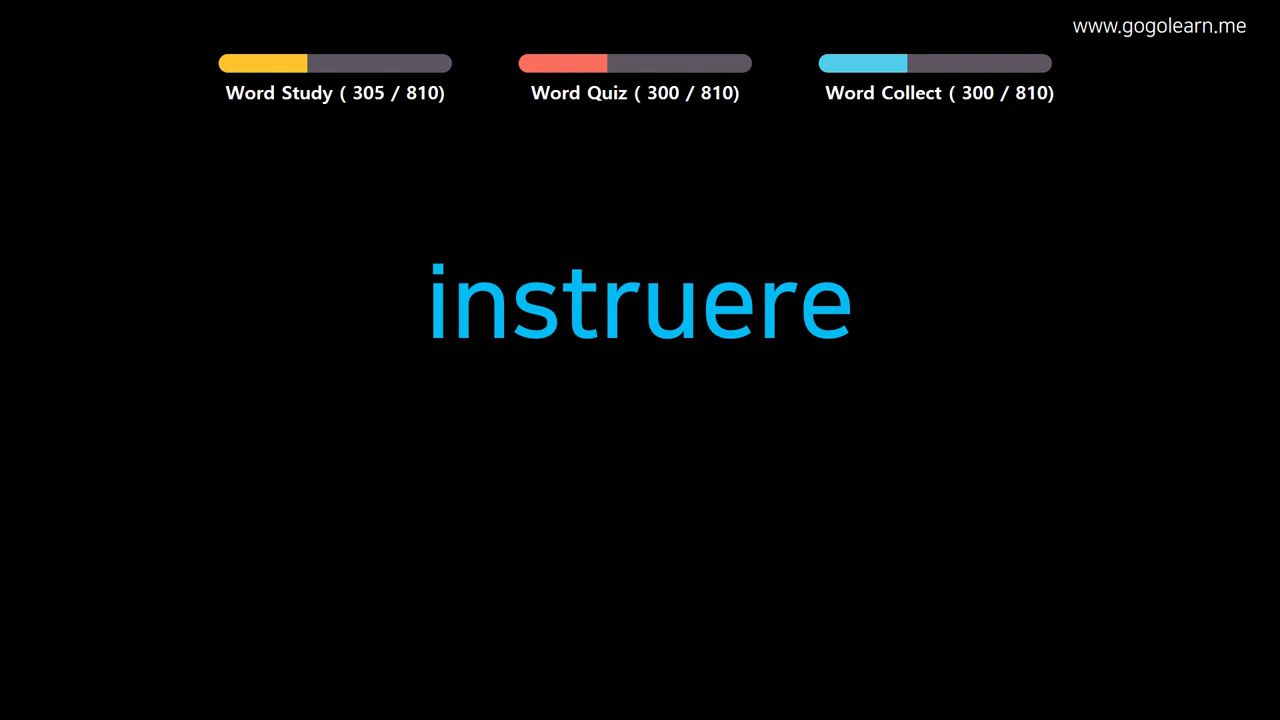 www.gogolearn.me
Word Study ( 305 / 810)
Word Quiz ( 300 / 810)
Word Collect ( 300 / 810)
instruere